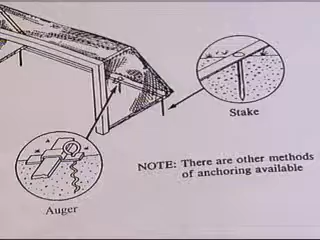 Stake
NOTE: There are other methods
of anchoring available
Auger